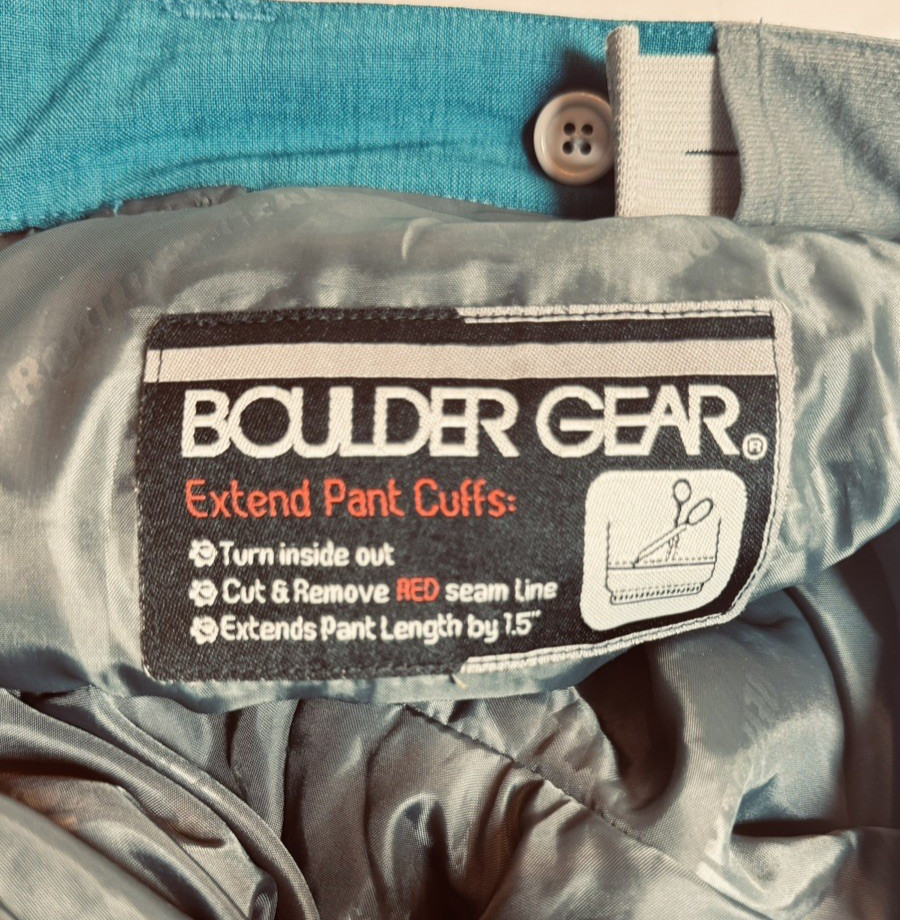 BOULDER GEAR®
Extend Pant Cuffs:
Turn inside out
Cut & Remove RED seam line
Extends Pant Length by 1.5"